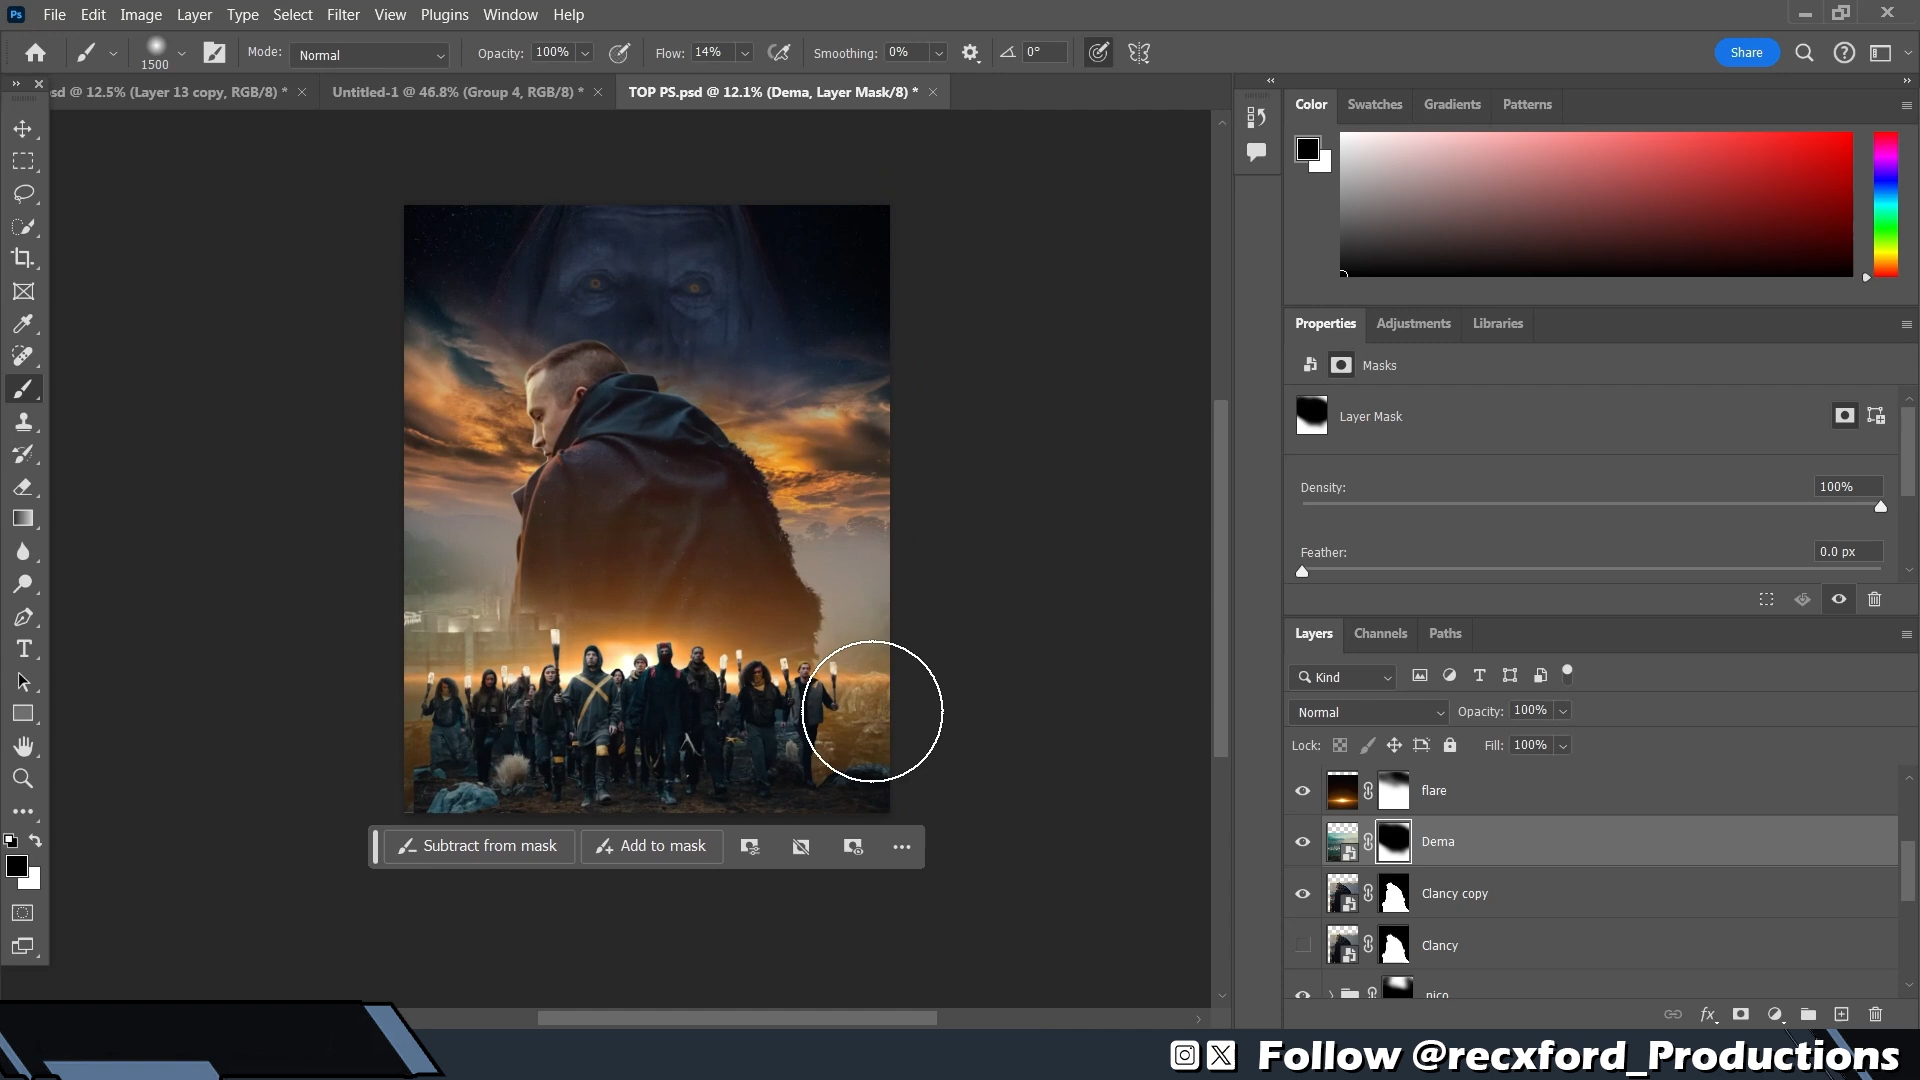 Ps File Edit Image Layer Type Select Filter View Plugins Window Help
1500 Mode: Normal Opacity: 100% Flow: 14% Smoothing: 0% 0° Share
sd @ 12.5% (Layer 13 copy, RGB/8) * Untitled-1 @ 46.8% (Group 4, RGB/8) * TOP PS.psd @ 12.1% (Dema, Layer Mask/8) *
Color Swatches Gradients Patterns
Properties Adjustments Libraries
Masks
Layer Mask
Density: 100%
Feather: 0.0 px
Layers Channels Paths
Kind
Normal Opacity: 100%
Lock: Fill: 100%
flare
Dema
Clancy copy
Clancy
nico
fx
Subtract from mask Add to mask
Follow @recxford_Productions